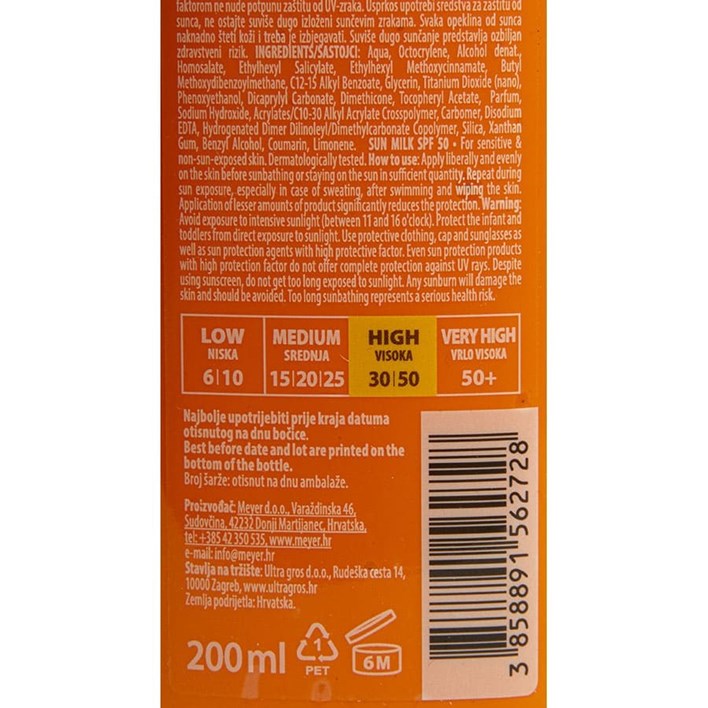 faktorom ne nude potpunu zaštitu od UV-zraka. Usprkos upotrebi sredstva za zaštitu od
sunca, ne ostajte suviše dugo izloženi sunčevim zrakama. Svaka opeklina od sunca
naknadno šteti koži i treba je izbjegavati. Suviše dugo sunčanje predstavlja ozbiljan
zdravstveni rizik. INGREDIENTS/SASTOJCI: Aqua, Octocrylene, Alcohol denat.,
Homosalate, Ethylhexyl Salicylate, Ethylhexyl Methoxycinnamate, Butyl
Methoxydibenzoylmethane, C12-15 Alkyl Benzoate, Glycerin, Titanium Dioxide (nano),
Phenoxyethanol, Dicaprylyl Carbonate, Dimethicone, Tocopheryl Acetate, Parfum,
Sodium Hydroxide, Acrylates/C10-30 Alkyl Acrylate Crosspolymer, Carbomer, Disodium
EDTA, Hydrogenated Dimer Dilinoleyl/Dimethylcarbonate Copolymer, Silica, Xanthan
Gum, Benzyl Alcohol, Coumarin, Limonene. SUN MILK SPF 50 • For sensitive &
non-sun-exposed skin. Dermatologically tested. How to use: Apply liberally and evenly
on the skin before sunbathing or staying on the sun in sufficient quantity. Repeat during
sun exposure, especially in case of sweating, after swimming and wiping the skin.
Application of lesser amounts of product significantly reduces the protection. Warning:
Avoid exposure to intensive sunlight (between 11 and 16 o'clock). Protect the infant and
toddlers from direct exposure to sunlight. Use protective clothing, cap and sunglasses as
well as sun protection agents with high protective factor. Even sun protection products
with high protection factor do not offer complete protection against UV rays. Despite
using sunscreen, do not get too long exposed to sunlight. Any sunburn will damage the
skin and should be avoided. Too long sunbathing represents a serious health risk.
LOW MEDIUM HIGH VERY HIGH
NISKA SREDNJA VISOKA VRLO VISOKA
6|10 15|20|25 30|50 50+
Najbolje upotrijebiti prije kraja datuma
otisnutog na dnu bočice.
Best before date and lot are printed on the
bottom of the bottle.
Broj šarže: otisnut na dnu ambalaže.
Proizvođač: Meyer d.o.o., Varaždinska 46,
Sudovčina, 42232 Donji Martijanec, Hrvatska,
tel: +385 42 350 535, www.meyer.hr
e-mail: info@meyer.hr
Stavlja na tržište: Ultra gros d.o.o., Rudeška cesta 14,
10000 Zagreb, www.ultragros.hr
Zemlja podrijetla: Hrvatska.
200 ml
1
PET
6M
3 858891 562728